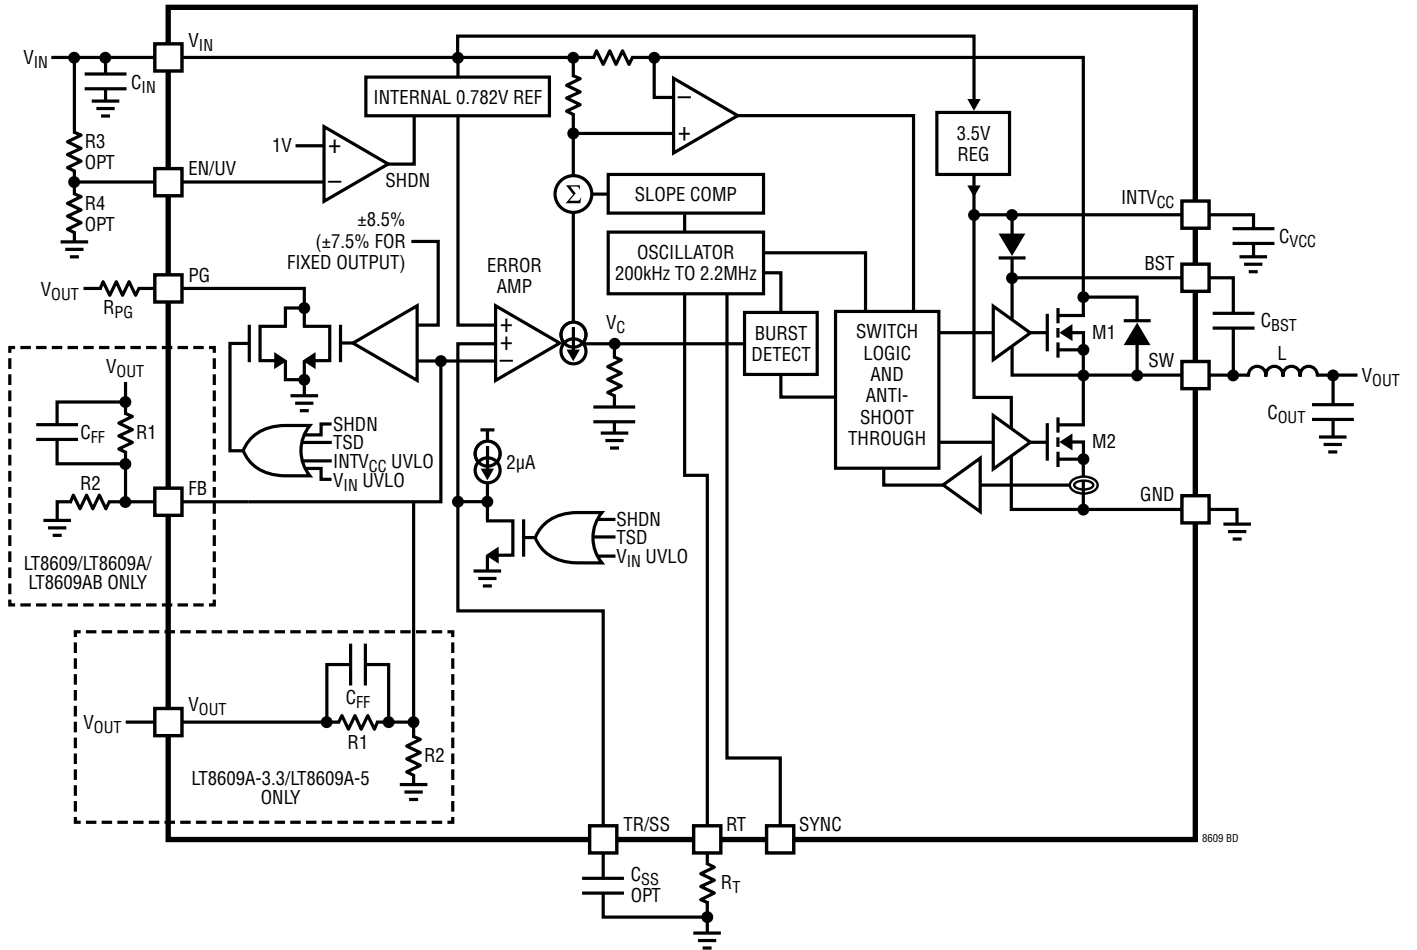 VIN
VIN
CIN
R3
OPT
EN/UV
R4
OPT
1V
+
−
SHDN
INTERNAL 0.782V REF
−
+
3.5V
REG
Σ
SLOPE COMP
OSCILLATOR
200kHz TO 2.2MHz
INTVCC
CVCC
BST
CBST
±8.5%
(±7.5% FOR
FIXED OUTPUT)
ERROR
AMP
+
+
−
VC
BURST
DETECT
SWITCH
LOGIC
AND
ANTI-
SHOOT
THROUGH
M1
SW
L
VOUT
COUT
M2
GND
VOUT
RPG
PG
VOUT
CFF
R1
R2
FB
LT8609/LT8609A/
LT8609AB ONLY
SHDN
TSD
INTVCC UVLO
VIN UVLO
2µA
SHDN
TSD
VIN UVLO
VOUT
VOUT
CFF
R1
R2
LT8609A-3.3/LT8609A-5
ONLY
TR/SS
RT
SYNC
CSS
OPT
RT
8609 BD